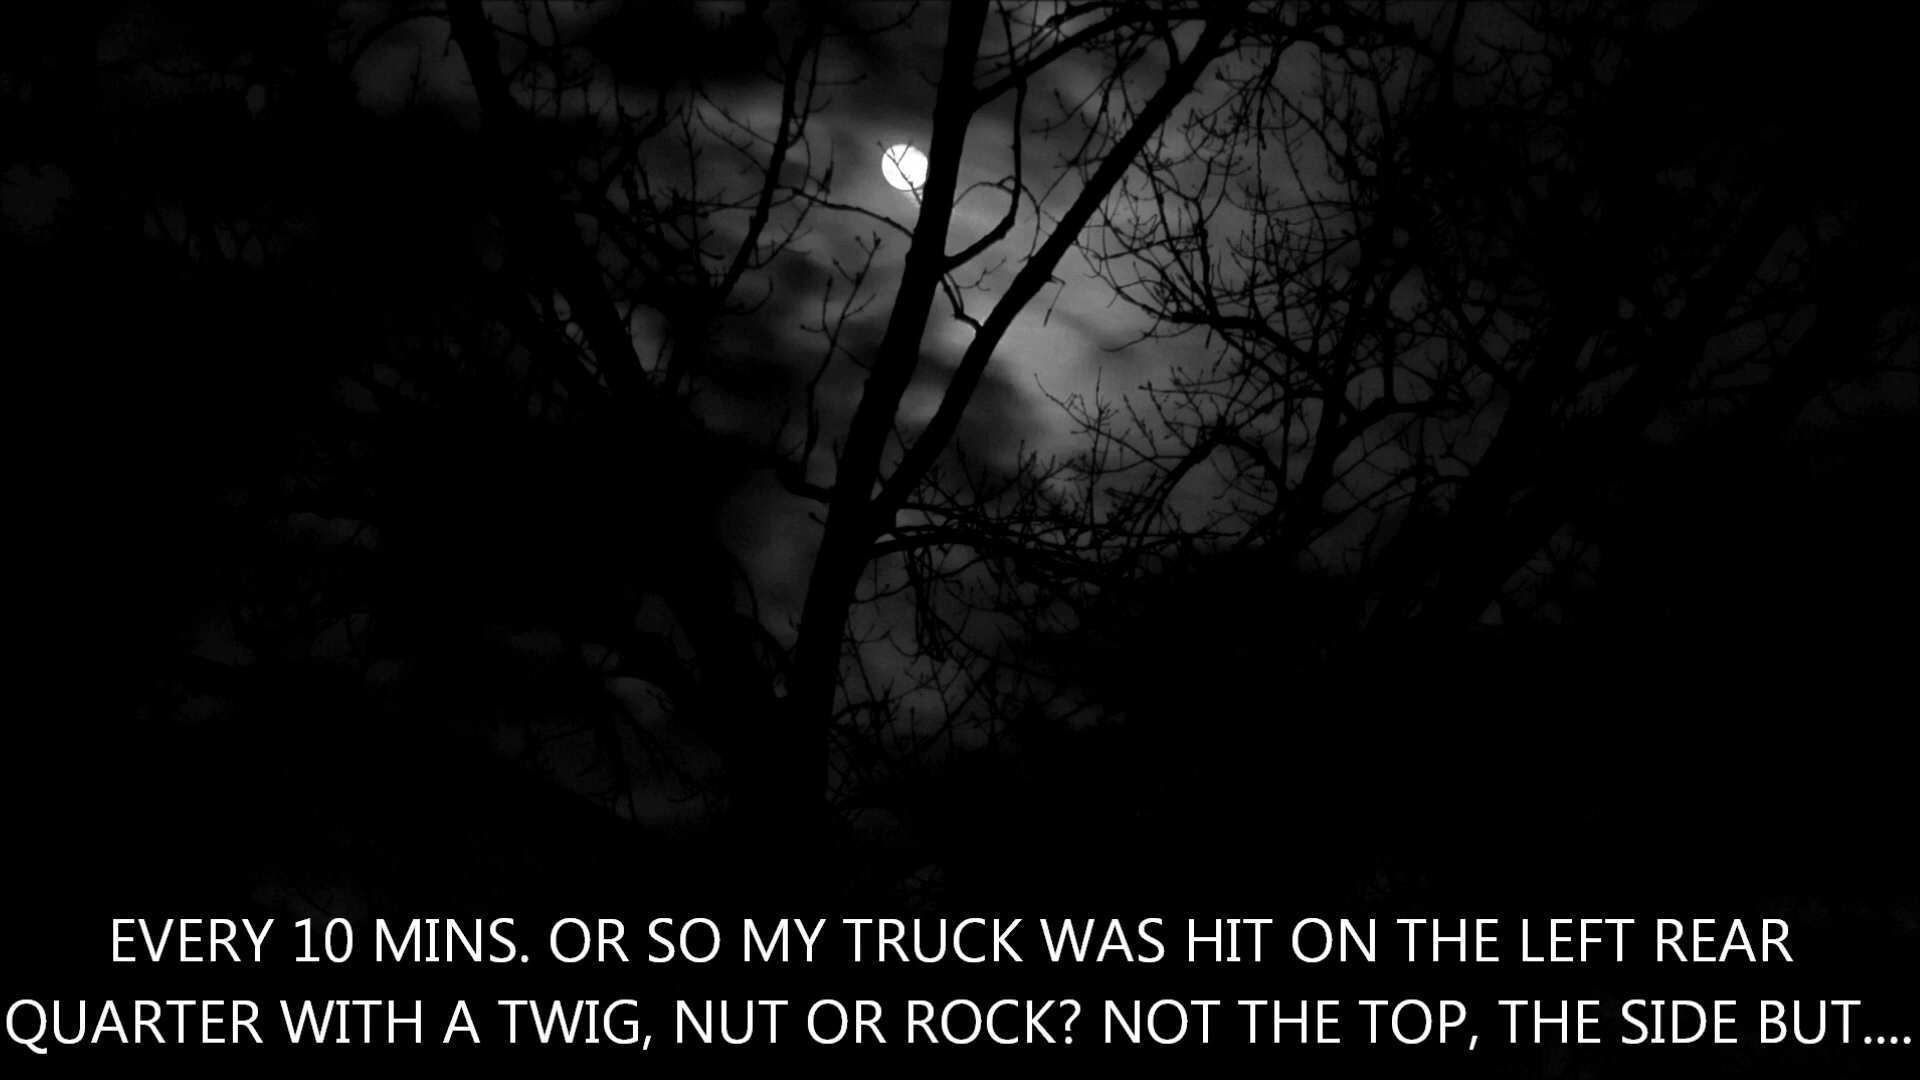 EVERY 10 MINS. OR SO MY TRUCK WAS HIT ON THE LEFT REAR
QUARTER WITH A TWIG, NUT OR ROCK? NOT THE TOP, THE SIDE BUT....